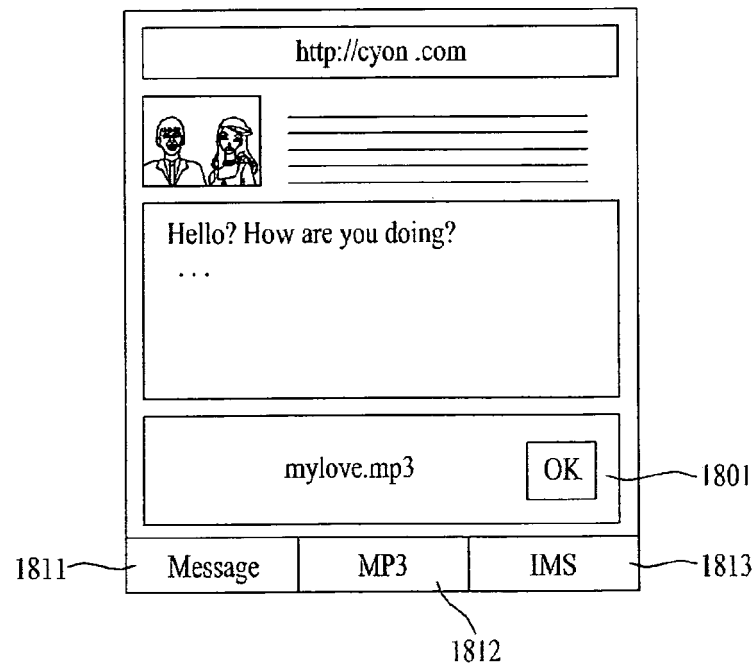 http://cyon .com
Hello? How are you doing?
...
mylove.mp3 OK
1801
1811 Message MP3 IMS 1813
1812